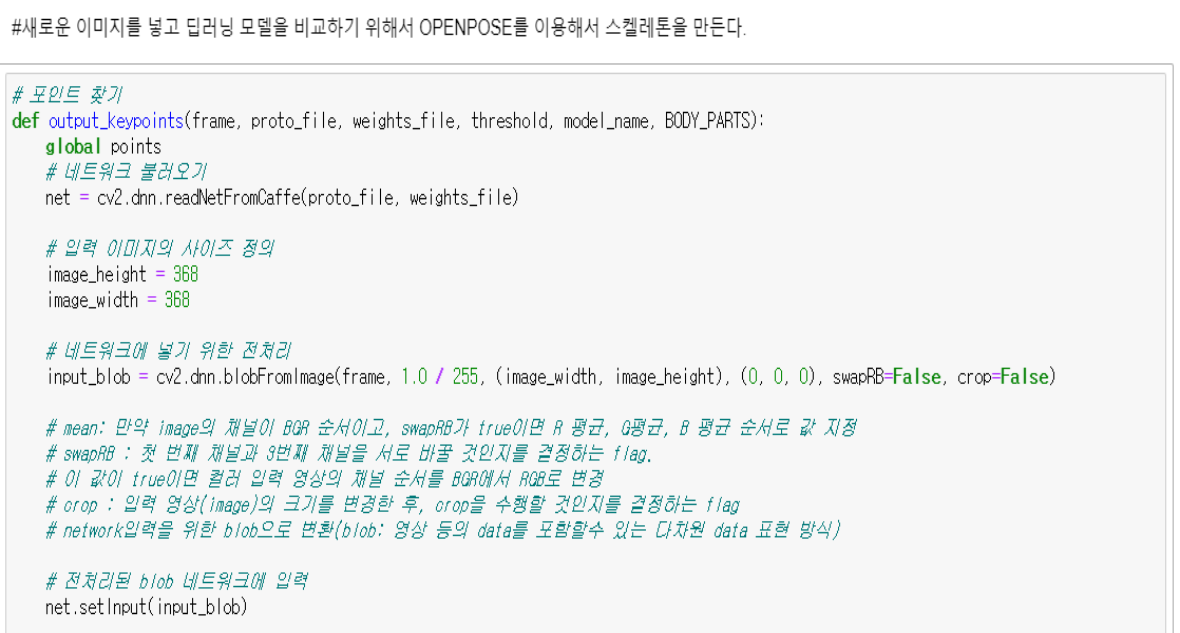 #새로운 이미지를 넣고 딥러닝 모델을 비교하기 위해서 OPENPOSE를 이용해서 스켈레톤을 만든다.
# 포인트 찾기
def output_keypoints(frame, proto_file, weights_file, threshold, model_name, BODY_PARTS):
    global points
    # 네트워크 불러오기
    net = cv2.dnn.readNetFromCaffe(proto_file, weights_file)
    # 입력 이미지의 사이즈 정의
    image_height = 368
    image_width = 368
    # 네트워크에 넣기 위한 전처리
    input_blob = cv2.dnn.blobFromImage(frame, 1.0 / 255, (image_width, image_height), (0, 0, 0), swapRB=False, crop=False)
    # mean: 만약 image의 채널이 BGR 순서이고, swapRB가 true이면 R 평균, G평균, B 평균 순서로 값 지정
    # swapRB : 첫 번째 채널과 3번째 채널을 서로 바꿀 것인지를 결정하는 flag.
    # 이 값이 true이면 컬러 입력 영상의 채널 순서를 BGR에서 RGB로 변경
    # crop : 입력 영상(image)의 크기를 변경한 후, crop을 수행할 것인지를 결정하는 flag
    # network입력을 위한 blob으로 변환(blob: 영상 등의 data를 포함할수 있는 다차원 data 표현 방식)
    # 전처리된 blob 네트워크에 입력
    net.setInput(input_blob)